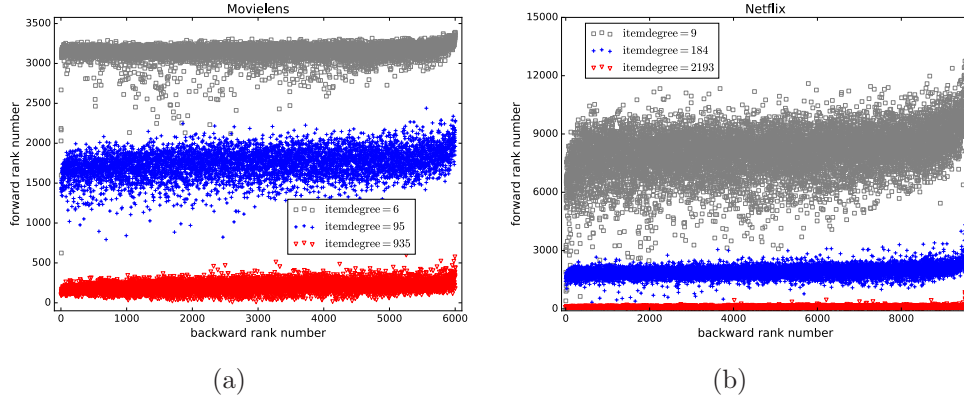 Movielens
3500
3000
2500
2000
1500
1000
500
0
forward rank number
itemdegree = 6
itemdegree = 95
itemdegree = 935
0 1000 2000 3000 4000 5000 6000
backward rank number
(a)
Netflix
15000
12000
9000
6000
3000
0
forward rank number
itemdegree = 9
itemdegree = 184
itemdegree = 2193
0 2000 4000 6000 8000
backward rank number
(b)